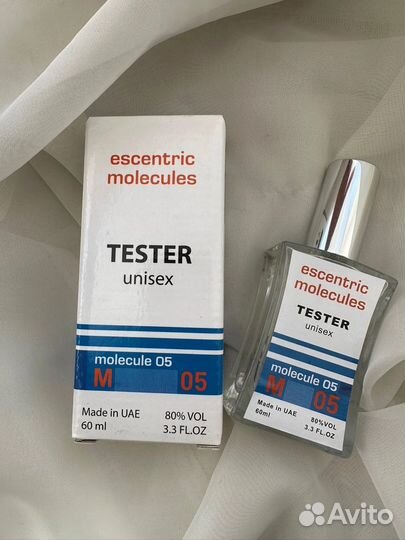 escentric
molecules
TESTER
unisex
molecule 05
M 05
Made in UAE 80% VOL
60 ml 3.3 FL.OZ
escentric
molecules
TESTER
unisex
molecule 05
M 05
Made in UAE 80%VOL
60ml 3.3 FL.OZ
Avito